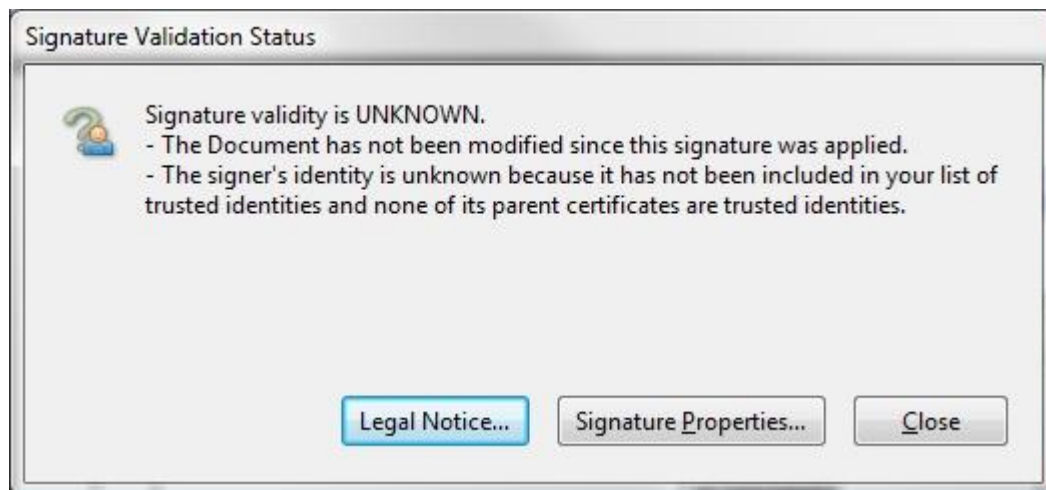 Signature Validation Status
Signature validity is UNKNOWN.
- The Document has not been modified since this signature was applied.
- The signer's identity is unknown because it has not been included in your list of
trusted identities and none of its parent certificates are trusted identities.
Legal Notice... Signature Properties... Close